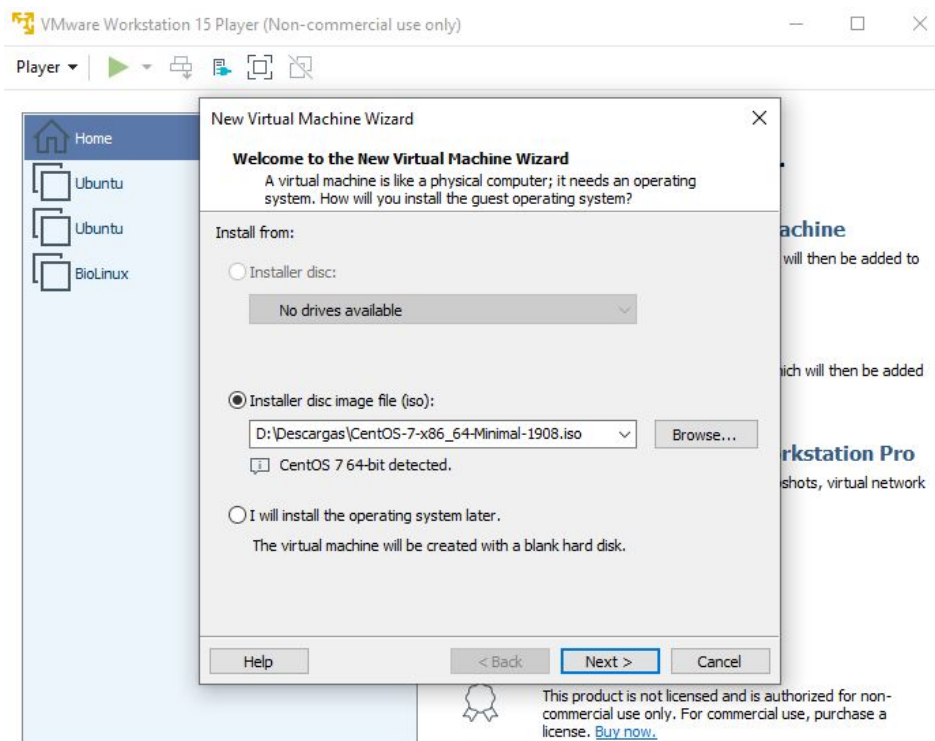 VMware Workstation 15 Player (Non-commercial use only)
Player
Home
Ubuntu
Ubuntu
BioLinux
New Virtual Machine Wizard
Welcome to the New Virtual Machine Wizard
A virtual machine is like a physical computer; it needs an operating
system. How will you install the guest operating system?
Install from:
Installer disc:
No drives available
Installer disc image file (iso):
D:\Descargas\CentOS-7-x86_64-Minimal-1908.iso
Browse...
CentOS 7 64-bit detected.
I will install the operating system later.
The virtual machine will be created with a blank hard disk.
Help
< Back
Next >
Cancel
achine
will then be added to
ich will then be added
rkstation Pro
shots, virtual network
This product is not licensed and is authorized for non-
commercial use only. For commercial use, purchase a
license. Buy now.